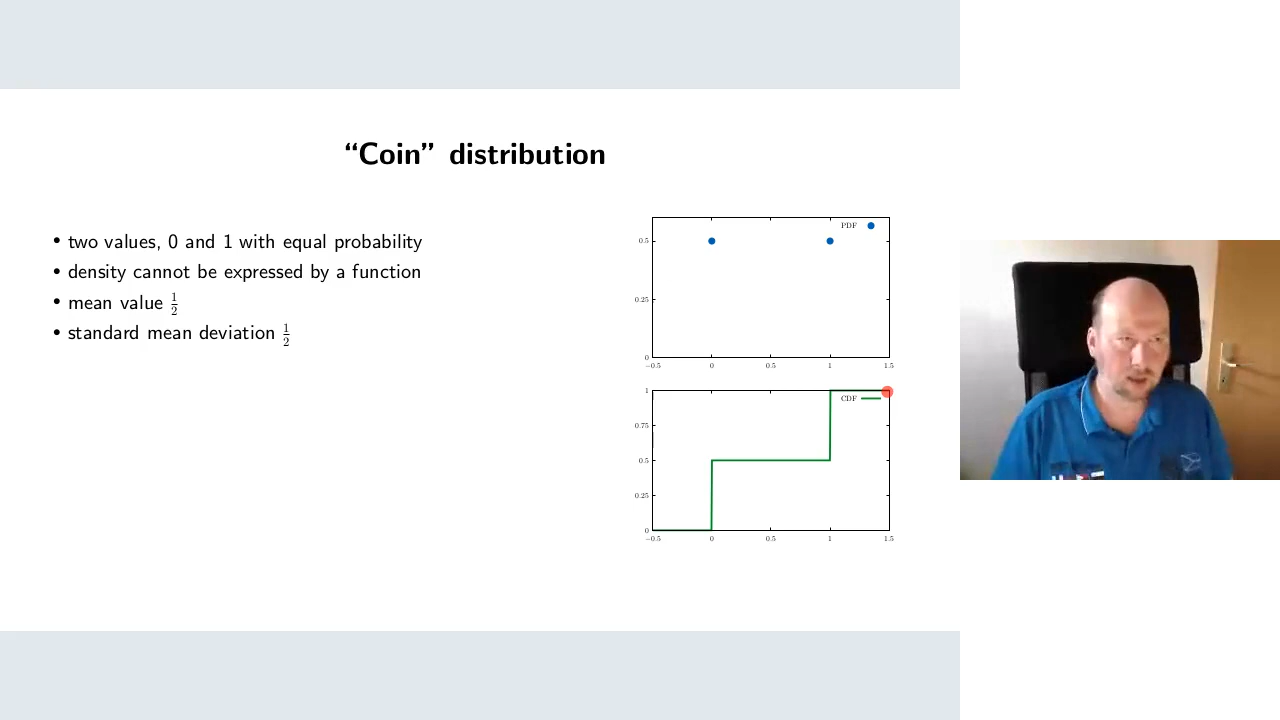 “Coin” distribution
• two values, 0 and 1 with equal probability
• density cannot be expressed by a function
• mean value 1/2
• standard mean deviation 1/2
PDF
0.5
0.25
0
−0.5 0 0.5 1 1.5
CDF
1
0.75
0.5
0.25
0
−0.5 0 0.5 1 1.5